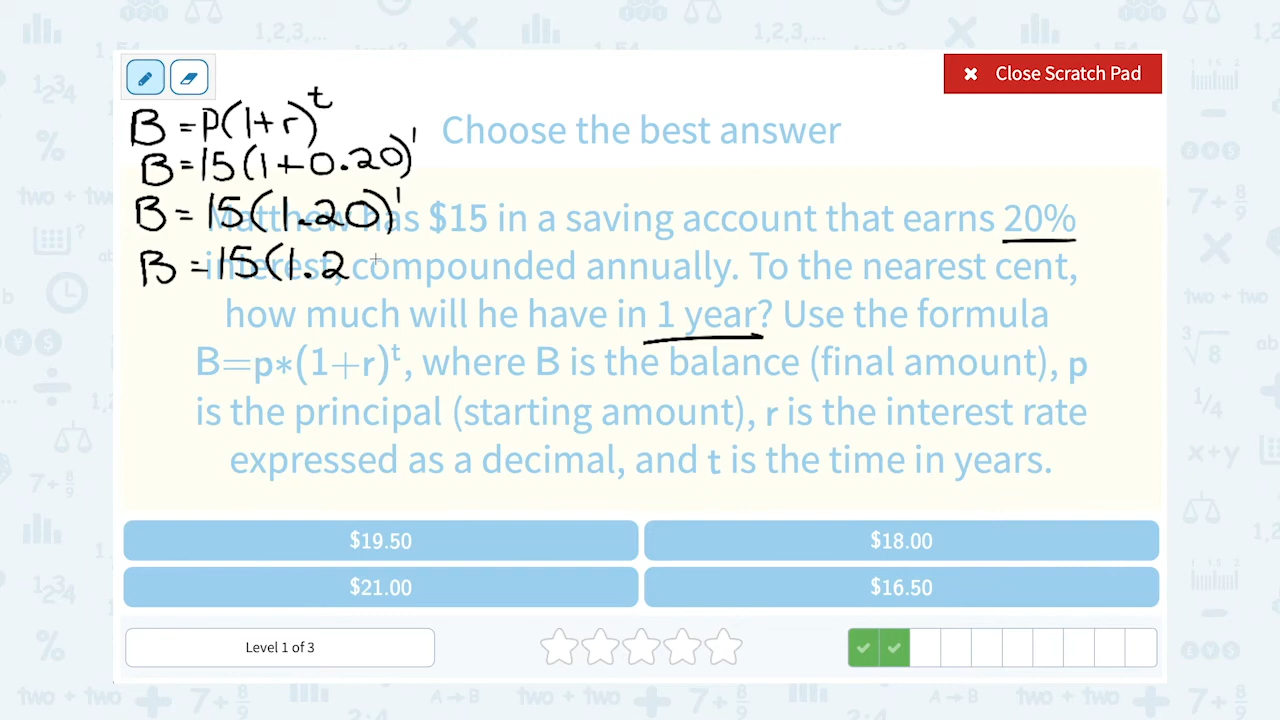 Close Scratch Pad
B = P(1+r)^t
B = 15(1+0.20)^1
B = 15(1.20)^1
B = 15(1.2
Choose the best answer
Matthew has $15 in a saving account that earns 20%
interest, compounded annually. To the nearest cent,
how much will he have in 1 year? Use the formula
B=p*(1+r)^t, where B is the balance (final amount), p
is the principal (starting amount), r is the interest rate
expressed as a decimal, and t is the time in years.
$19.50
$18.00
$21.00
$16.50
Level 1 of 3